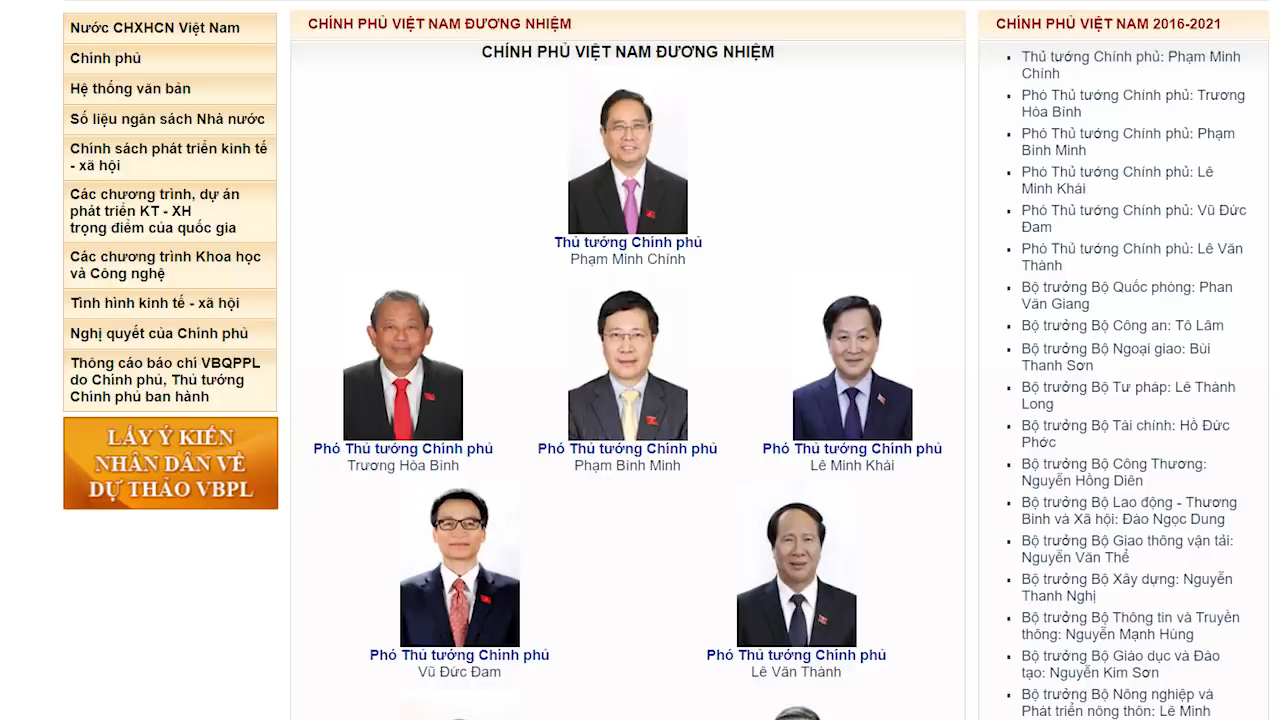 Nước CHXHCN Việt Nam
Chính phủ
Hệ thống văn bản
Số liệu ngân sách Nhà nước
Chính sách phát triển kinh tế
- xã hội
Các chương trình, dự án
phát triển KT - XH
trọng điểm của quốc gia
Các chương trình Khoa học
và Công nghệ
Tình hình kinh tế - xã hội
Nghị quyết của Chính phủ
Thông cáo báo chí VBQPPL
do Chính phủ, Thủ tướng
Chính phủ ban hành
LẤY Ý KIẾN
NHÂN DÂN VỀ
DỰ THẢO VBPL
CHÍNH PHỦ VIỆT NAM ĐƯƠNG NHIỆM
CHÍNH PHỦ VIỆT NAM ĐƯƠNG NHIỆM
Thủ tướng Chính phủ
Phạm Minh Chính
Phó Thủ tướng Chính phủ
Trương Hòa Bình
Phó Thủ tướng Chính phủ
Phạm Bình Minh
Phó Thủ tướng Chính phủ
Lê Minh Khái
Phó Thủ tướng Chính phủ
Vũ Đức Đam
Phó Thủ tướng Chính phủ
Lê Văn Thành
CHÍNH PHỦ VIỆT NAM 2016-2021
Thủ tướng Chính phủ: Phạm Minh
Chính
Phó Thủ tướng Chính phủ: Trương
Hòa Bình
Phó Thủ tướng Chính phủ: Phạm
Bình Minh
Phó Thủ tướng Chính phủ: Lê
Minh Khái
Phó Thủ tướng Chính phủ: Vũ Đức
Đam
Phó Thủ tướng Chính phủ: Lê Văn
Thành
Bộ trưởng Bộ Quốc phòng: Phan
Văn Giang
Bộ trưởng Bộ Công an: Tô Lâm
Bộ trưởng Bộ Ngoại giao: Bùi
Thanh Sơn
Bộ trưởng Bộ Tư pháp: Lê Thành
Long
Bộ trưởng Bộ Tài chính: Hồ Đức
Phớc
Bộ trưởng Bộ Công Thương:
Nguyễn Hồng Diên
Bộ trưởng Bộ Lao động - Thương
Binh và Xã hội: Đào Ngọc Dung
Bộ trưởng Bộ Giao thông vận tải:
Nguyễn Văn Thể
Bộ trưởng Bộ Xây dựng: Nguyễn
Thanh Nghị
Bộ trưởng Bộ Thông tin và Truyền
thông: Nguyễn Mạnh Hùng
Bộ trưởng Bộ Giáo dục và Đào
tạo: Nguyễn Kim Sơn
Bộ trưởng Bộ Nông nghiệp và
Phát triển nông thôn: Lê Minh